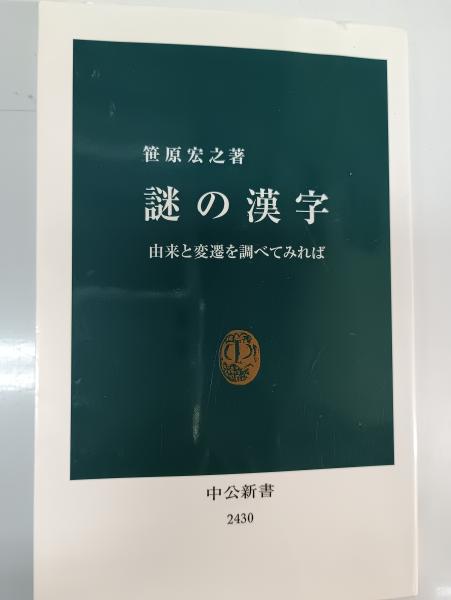 笹原宏之著
謎の漢字
由来と変遷を調べてみれば
中公新書
2430